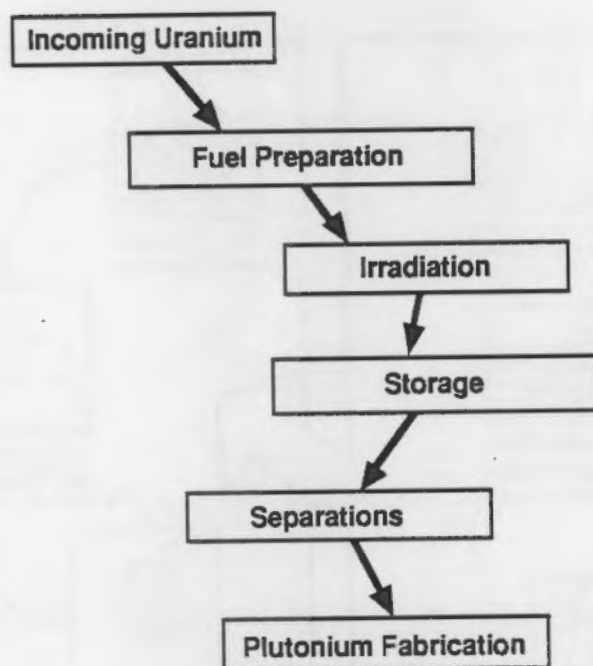 Incoming Uranium
Fuel Preparation
Irradiation
Storage
Separations
Plutonium Fabrication